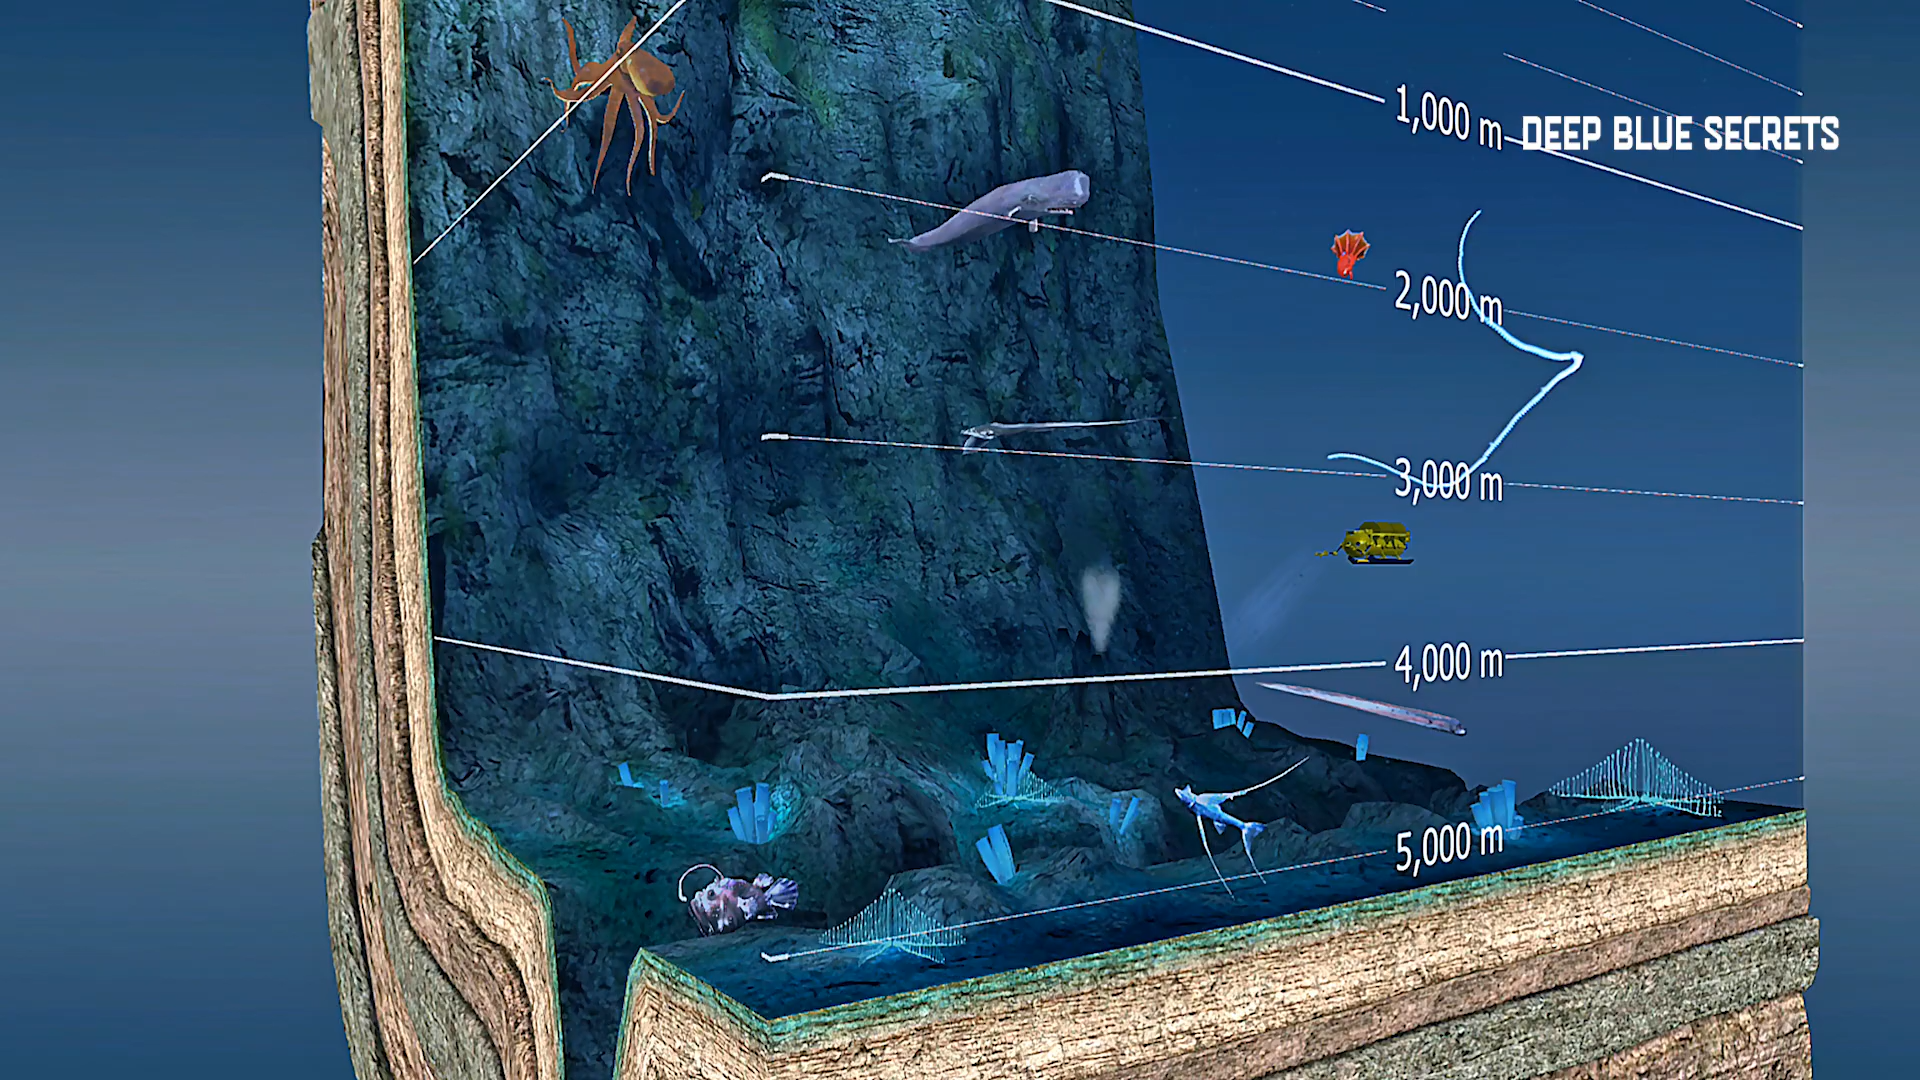 1,000 m
DEEP BLUE SECRETS
2,000 m
3,000 m
4,000 m
5,000 m